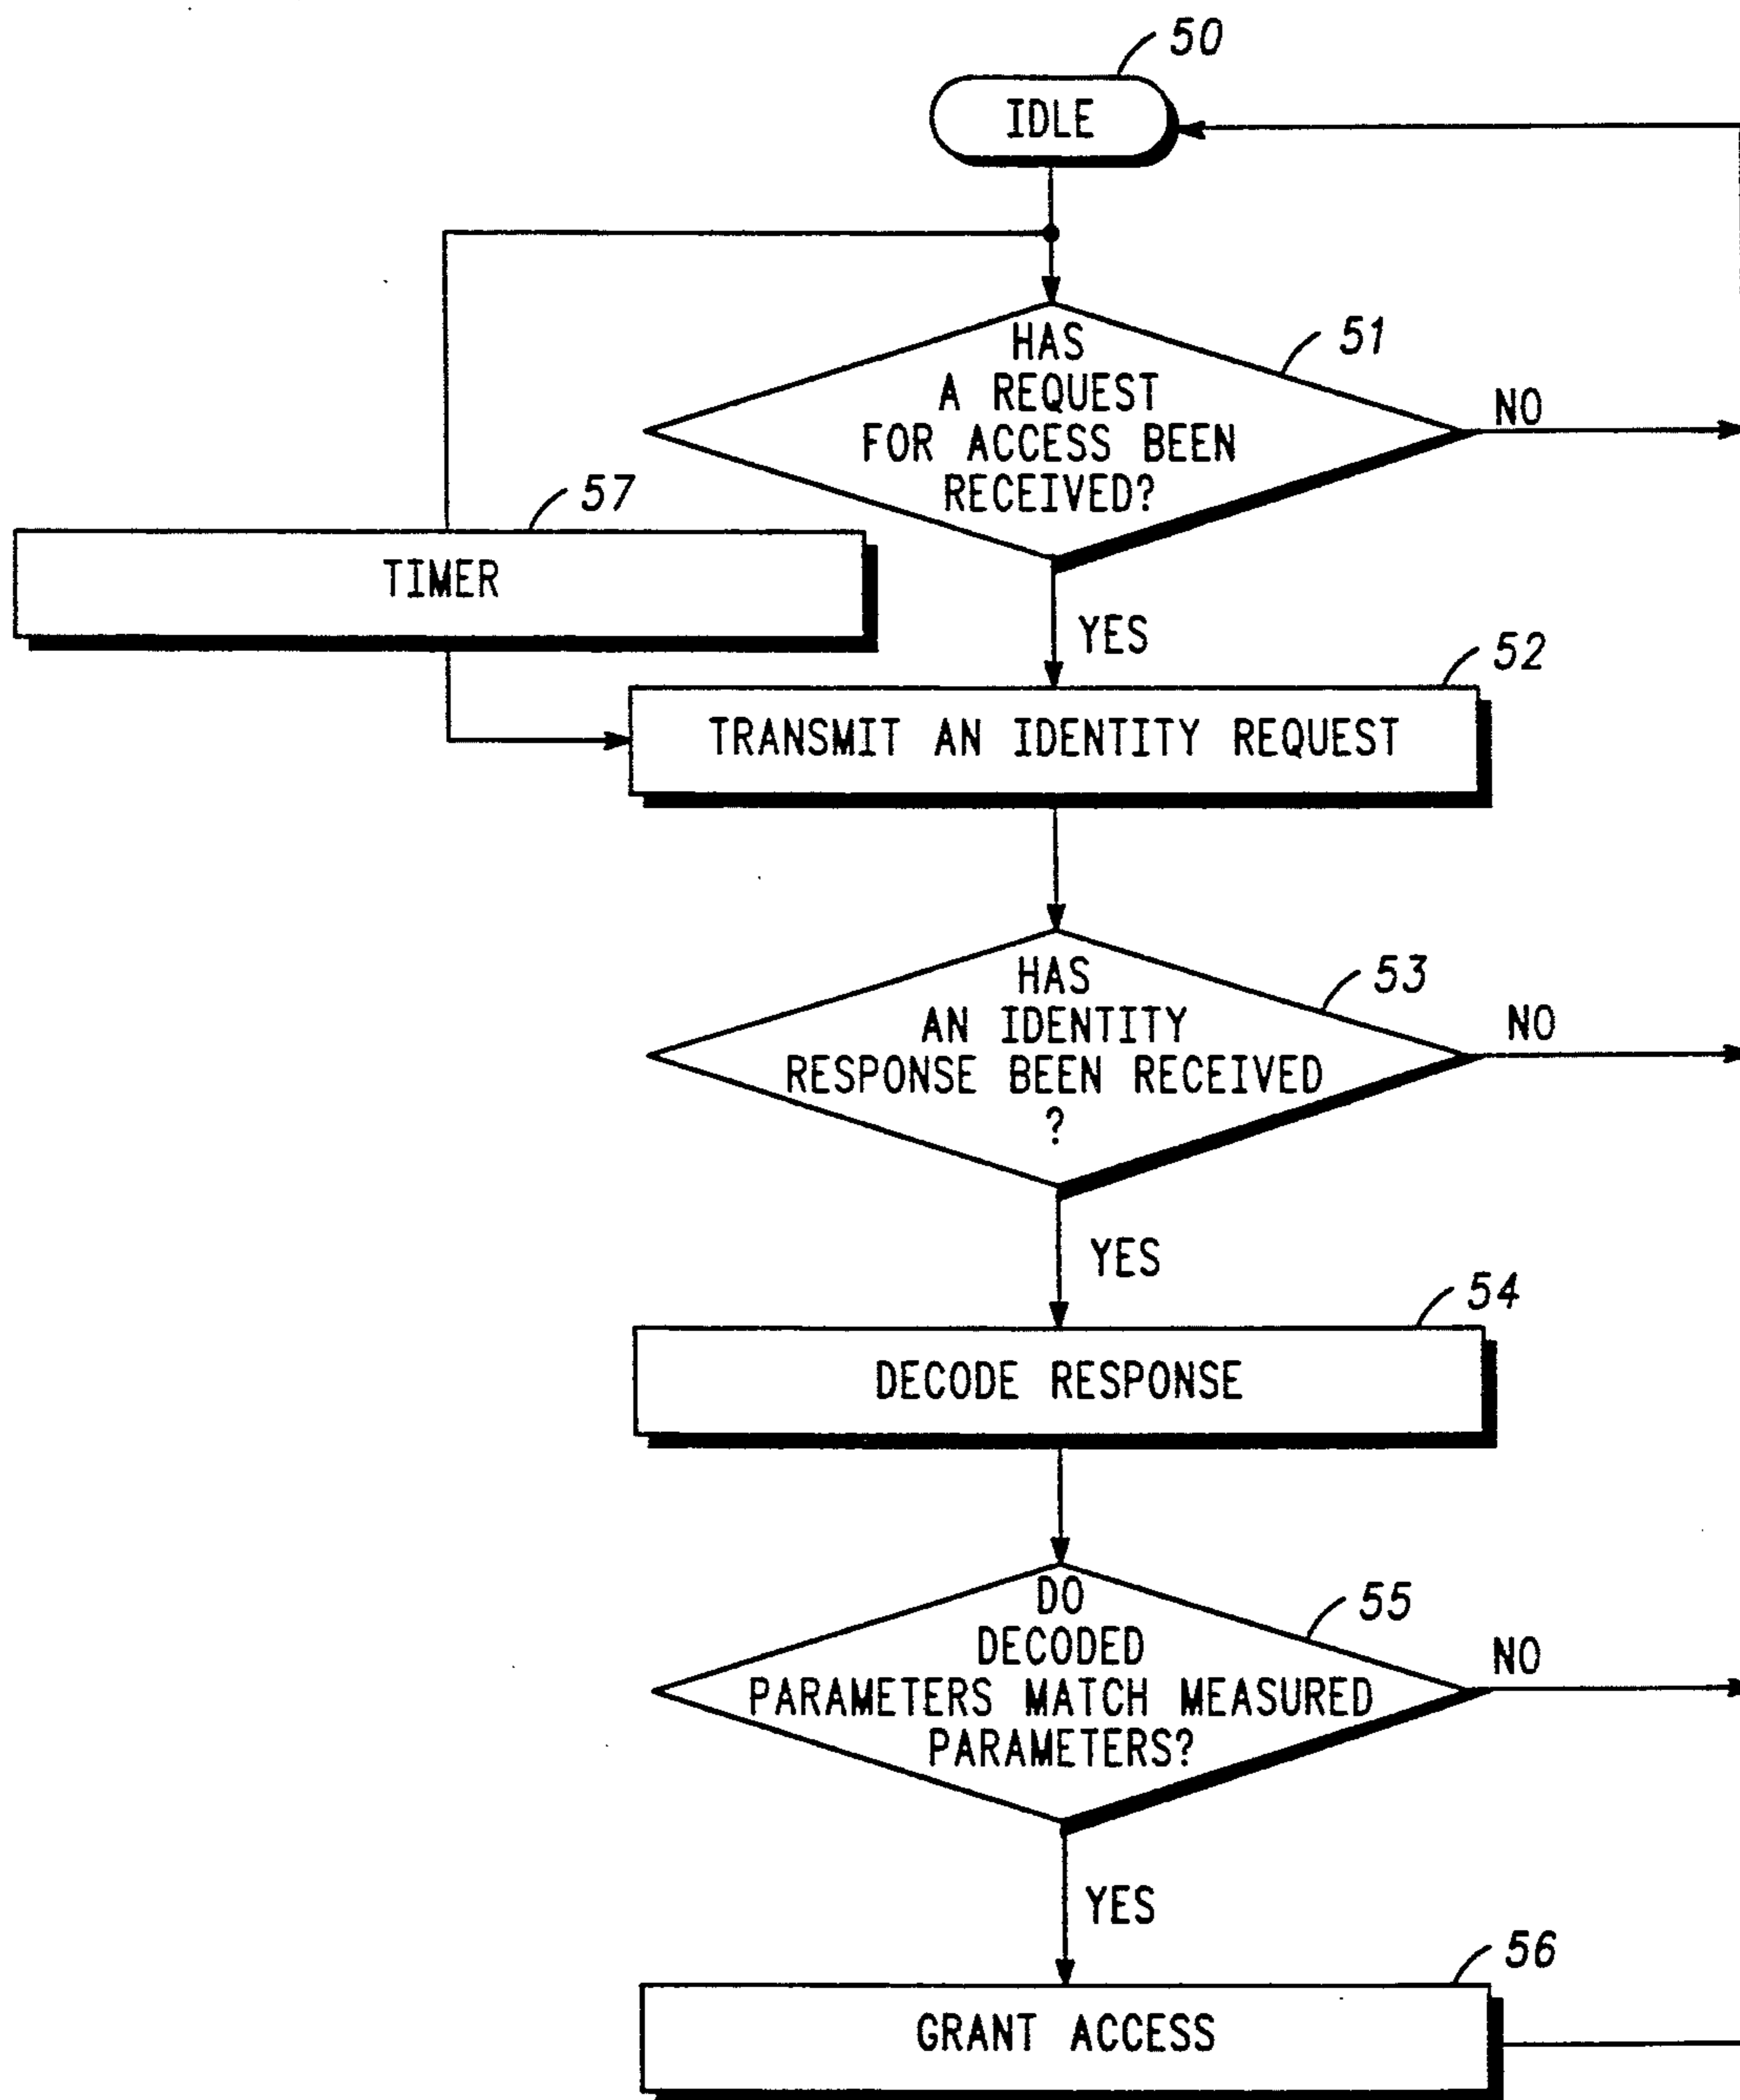 50
IDLE
HAS
A REQUEST
FOR ACCESS BEEN
RECEIVED?
51
NO
57
TIMER
YES
52
TRANSMIT AN IDENTITY REQUEST
HAS
AN IDENTITY
RESPONSE BEEN RECEIVED
?
53
NO
YES
54
DECODE RESPONSE
DO
DECODED
PARAMETERS MATCH MEASURED
PARAMETERS?
55
NO
YES
56
GRANT ACCESS